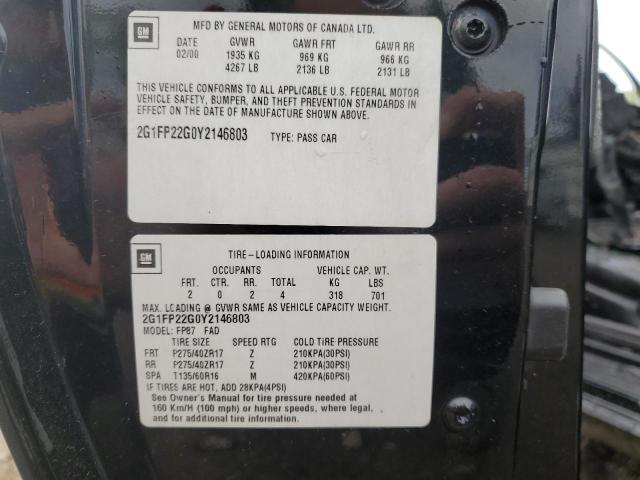 GM
MFD BY GENERAL MOTORS OF CANADA LTD.
DATE GVWR GAWR FRT GAWR RR
02/00 1935 KG 969 KG 966 KG
4267 LB 2136 LB 2131 LB
THIS VEHICLE CONFORMS TO ALL APPLICABLE U.S. FEDERAL MOTOR
VEHICLE SAFETY, BUMPER, AND THEFT PREVENTION STANDARDS IN
EFFECT ON THE DATE OF MANUFACTURE SHOWN ABOVE.
2G1FP22G0Y2146803 TYPE: PASS CAR
GM
TIRE-LOADING INFORMATION
OCCUPANTS VEHICLE CAP. WT.
FRT. CTR. RR. TOTAL KG LBS
2 0 2 4 318 701
MAX. LOADING @ GVWR SAME AS VEHICLE CAPACITY WEIGHT.
2G1FP22G0Y2146803
MODEL: FP87 FAD
TIRE SIZE SPEED RTG COLD TIRE PRESSURE
FRT P275/40ZR17 Z 210KPA(30PSI)
RR P275/40ZR17 Z 210KPA(30PSI)
SPA T135/60R16 M 420KPA(60PSI)
IF TIRES ARE HOT, ADD 28KPA(4PSI)
See Owner's Manual for tire pressure needed at
160 Km/H (100 mph) or higher speeds, where legal,
and for additional tire information.